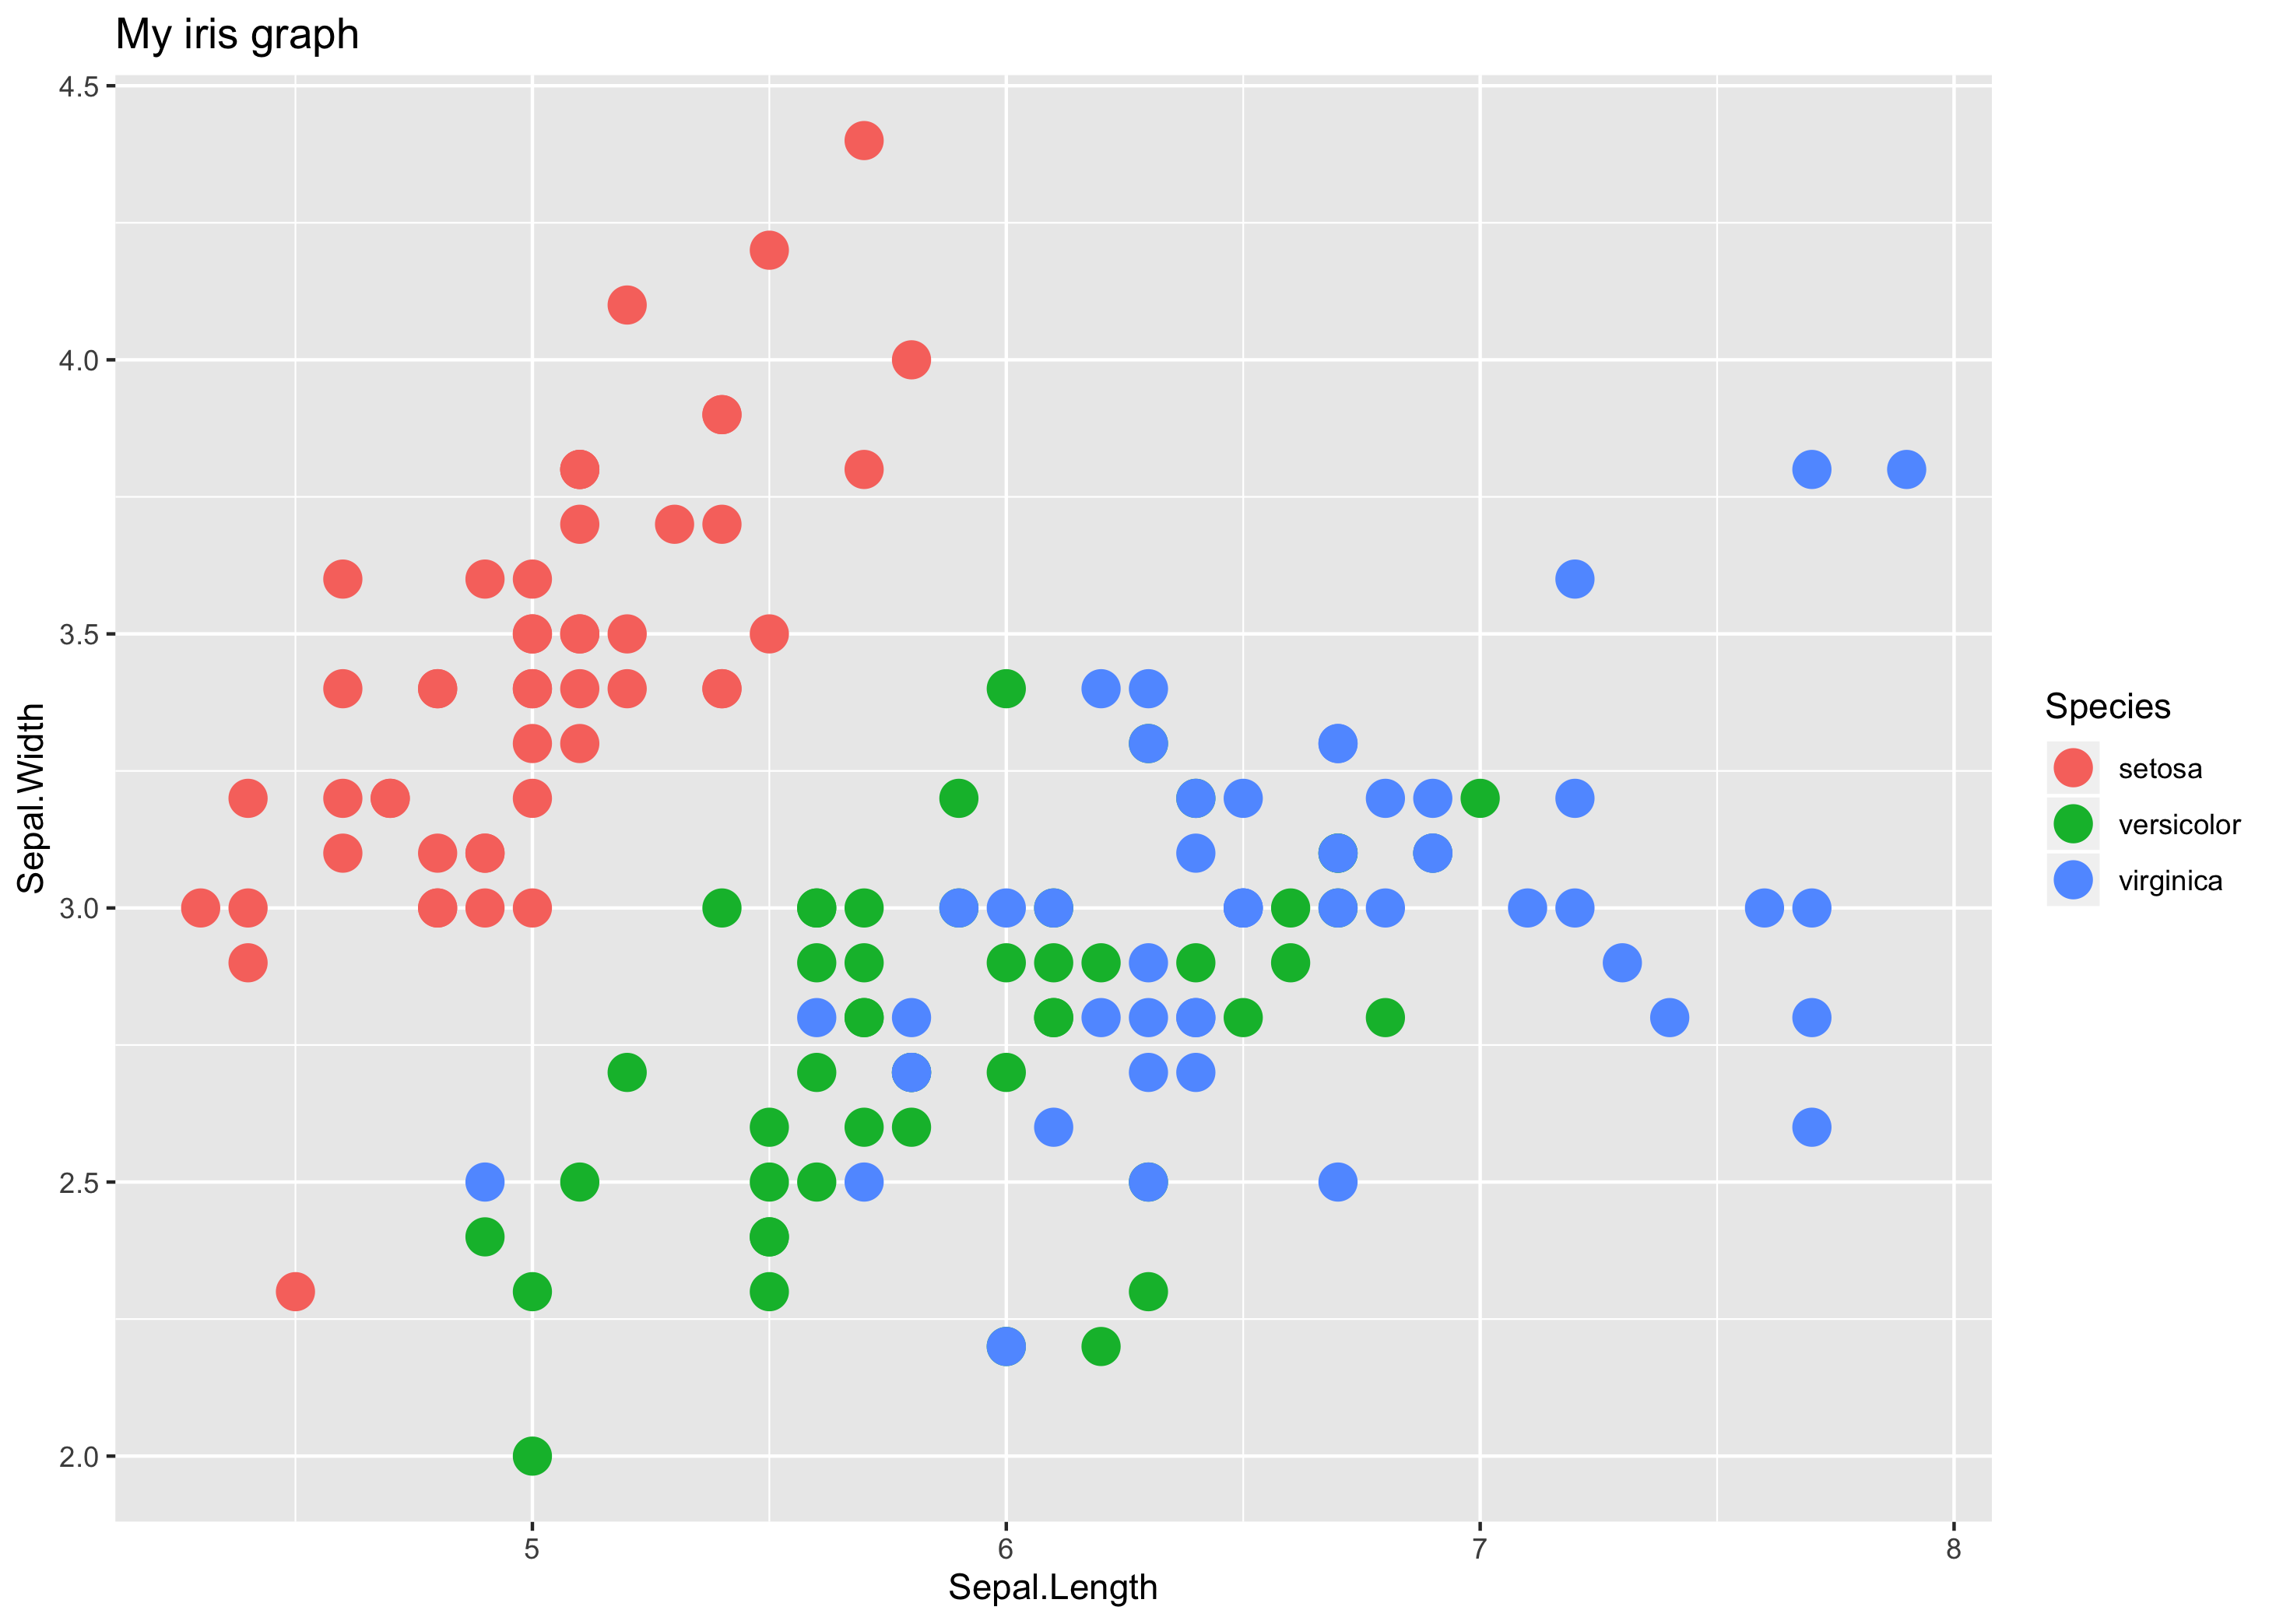 My iris graph
4.5
4.0
3.5
3.0
2.5
2.0
Sepal.Width
5 6 7 8
Sepal.Length
Species
setosa
versicolor
virginica